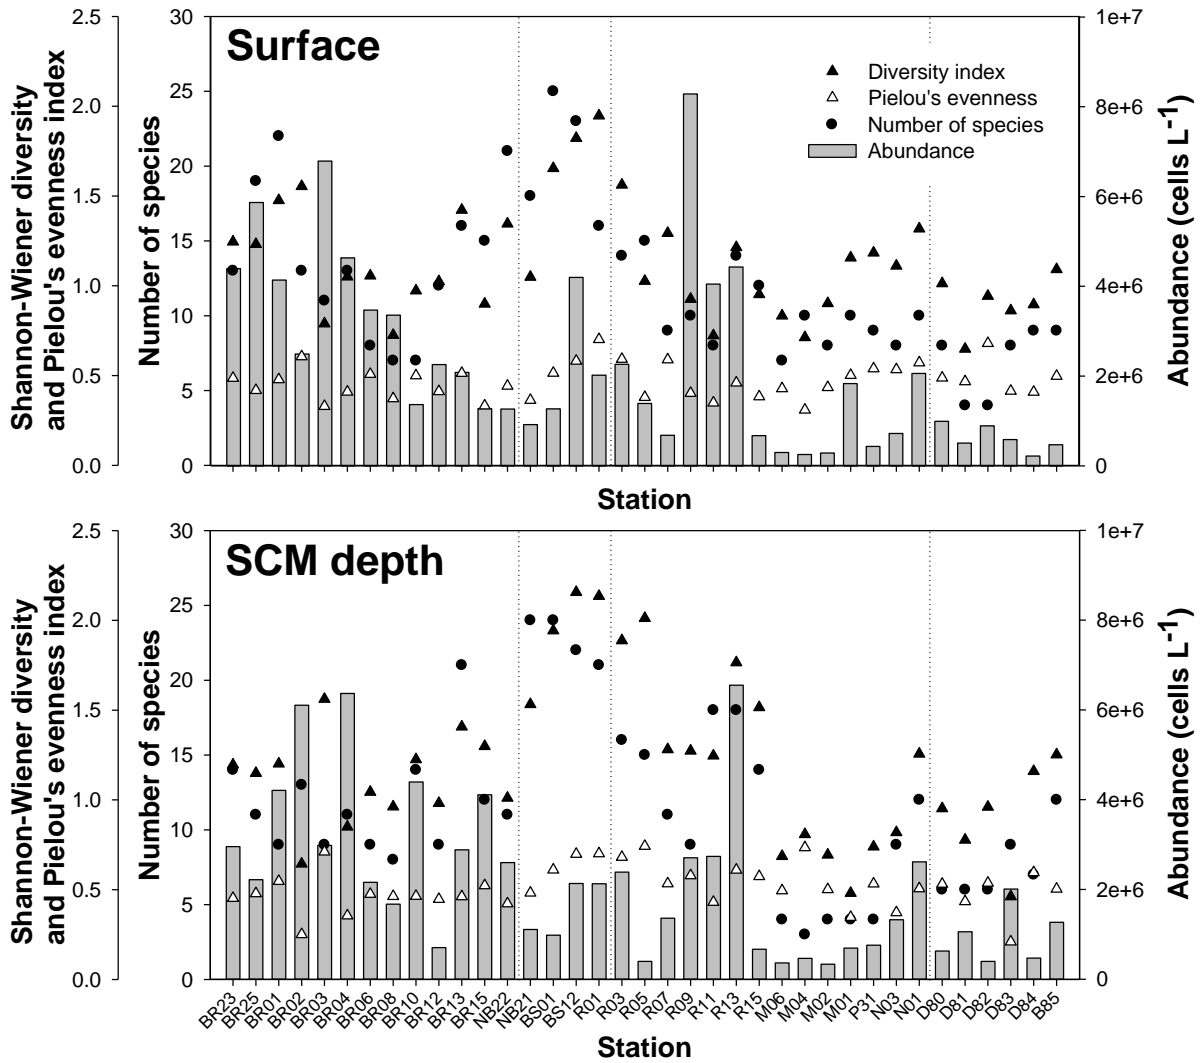 Surface
Shannon-Wiener diversity
and Pielou's evenness index
2.5
2.0
1.5
1.0
0.5
0.0
Number of species
30
25
20
15
10
5
0
Diversity index
Pielou's evenness
Number of species
Abundance
1e+7
8e+6
6e+6
4e+6
2e+6
0
Abundance (cells L-1)
Station
SCM depth
Shannon-Wiener diversity
and Pielou's evenness index
2.5
2.0
1.5
1.0
0.5
0.0
Number of species
30
25
20
15
10
5
0
1e+7
8e+6
6e+6
4e+6
2e+6
0
Abundance (cells L-1)
BR23
BR25
BR01
BR02
BR03
BR04
BR06
BR08
BR10
BR12
BR13
BR15
NB22
NB21
BS01
BS12
R01
R03
R05
R07
R09
R11
R13
R15
M06
M04
M02
M01
P31
N03
N01
D80
D81
D82
D83
D84
B85
Station